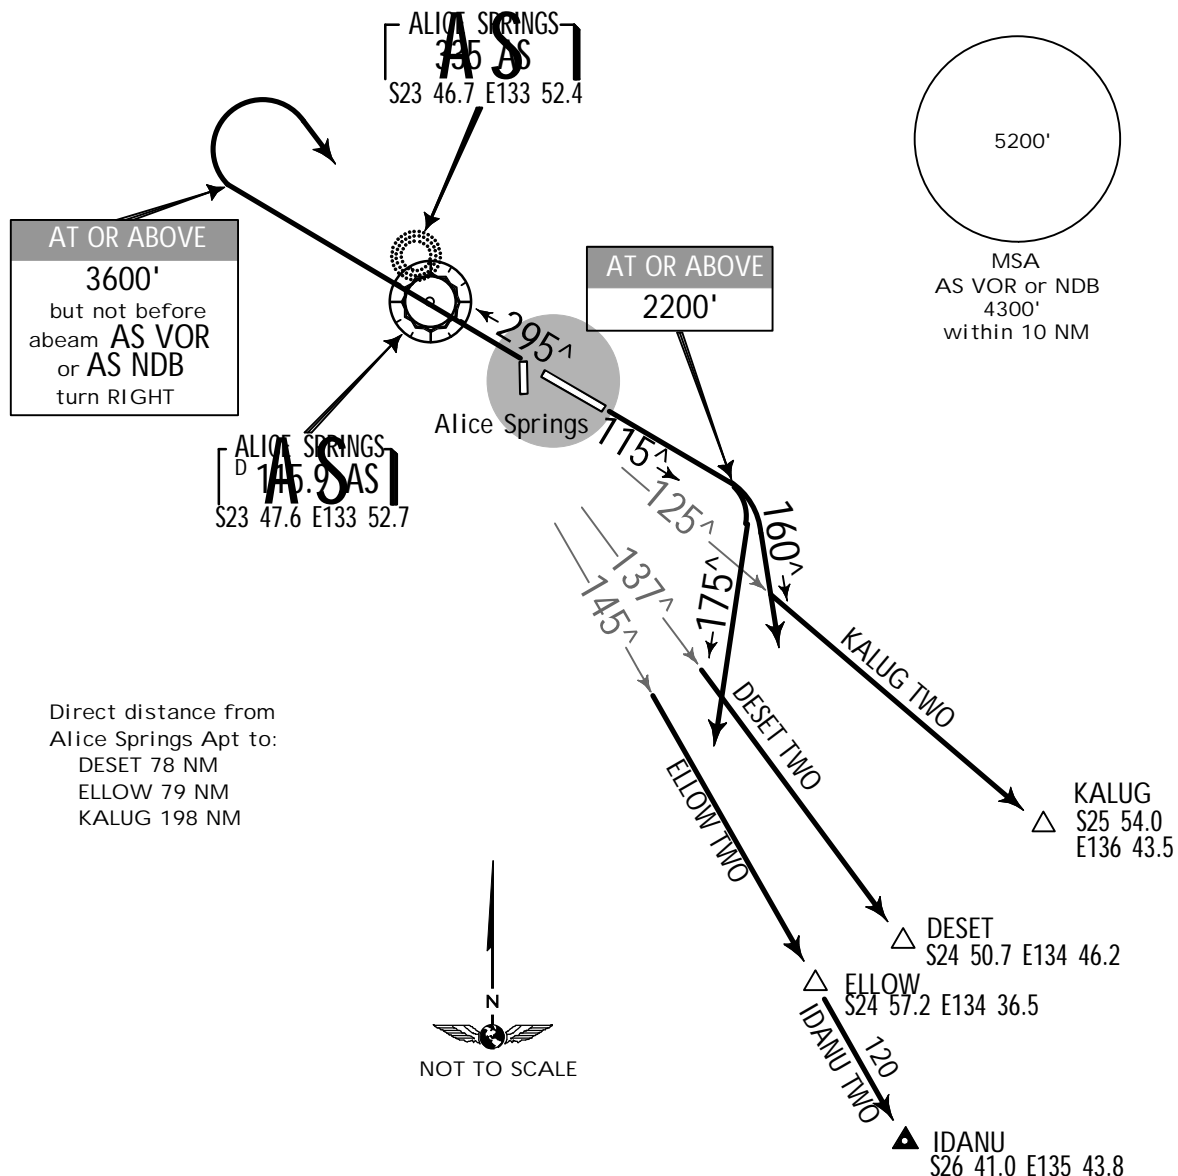 ALICE SPRINGS
335 AS
A S
S23 46.7 E133 52.4
5200'
MSA
AS VOR or NDB
4300'
within 10 NM
AT OR ABOVE
3600'
but not before
abeam AS VOR
or AS NDB
turn RIGHT
AT OR ABOVE
2200'
295^
Alice Springs
115^
ALICE SPRINGS
D 115.9 AS
A S
S23 47.6 E133 52.7
125^
160^
137^
175^
145^
KALUG TWO
DESET TWO
ELLOW TWO
Direct distance from
Alice Springs Apt to:
DESET 78 NM
ELLOW 79 NM
KALUG 198 NM
KALUG
S25 54.0
E136 43.5
DESET
S24 50.7 E134 46.2
ELLOW
S24 57.2 E134 36.5
IDANU TWO
120
N
NOT TO SCALE
IDANU
S26 41.0 E135 43.8